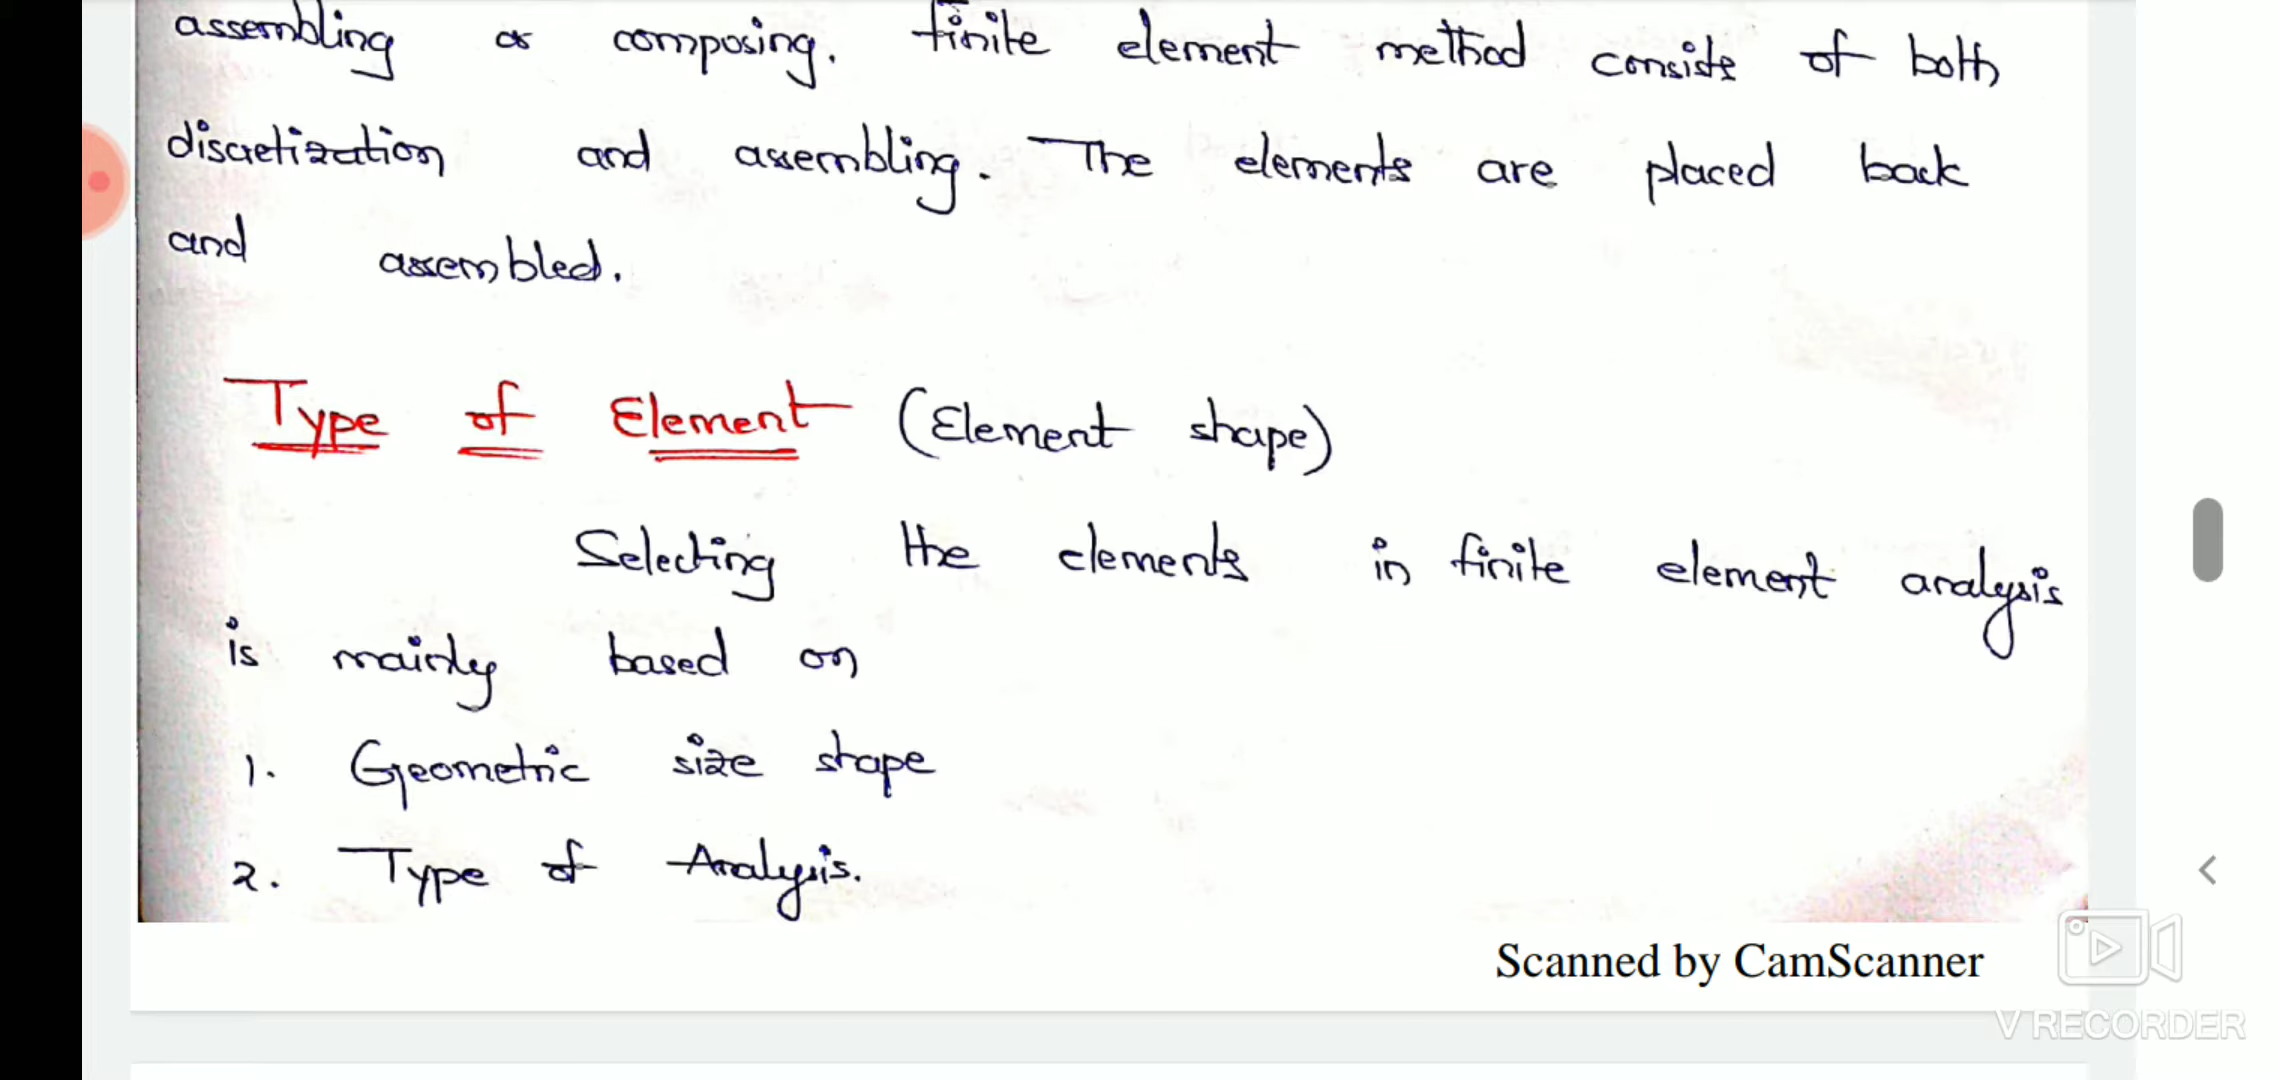 assembling or composing. finite element method consists of both
discretization and assembling. The elements are placed back
and assembled.
Type of Element (Element shape)
Selecting the elements in finite element analysis
is mainly based on
1. Geometric size shape
2. Type of Analysis.
Scanned by CamScanner
V RECORDER